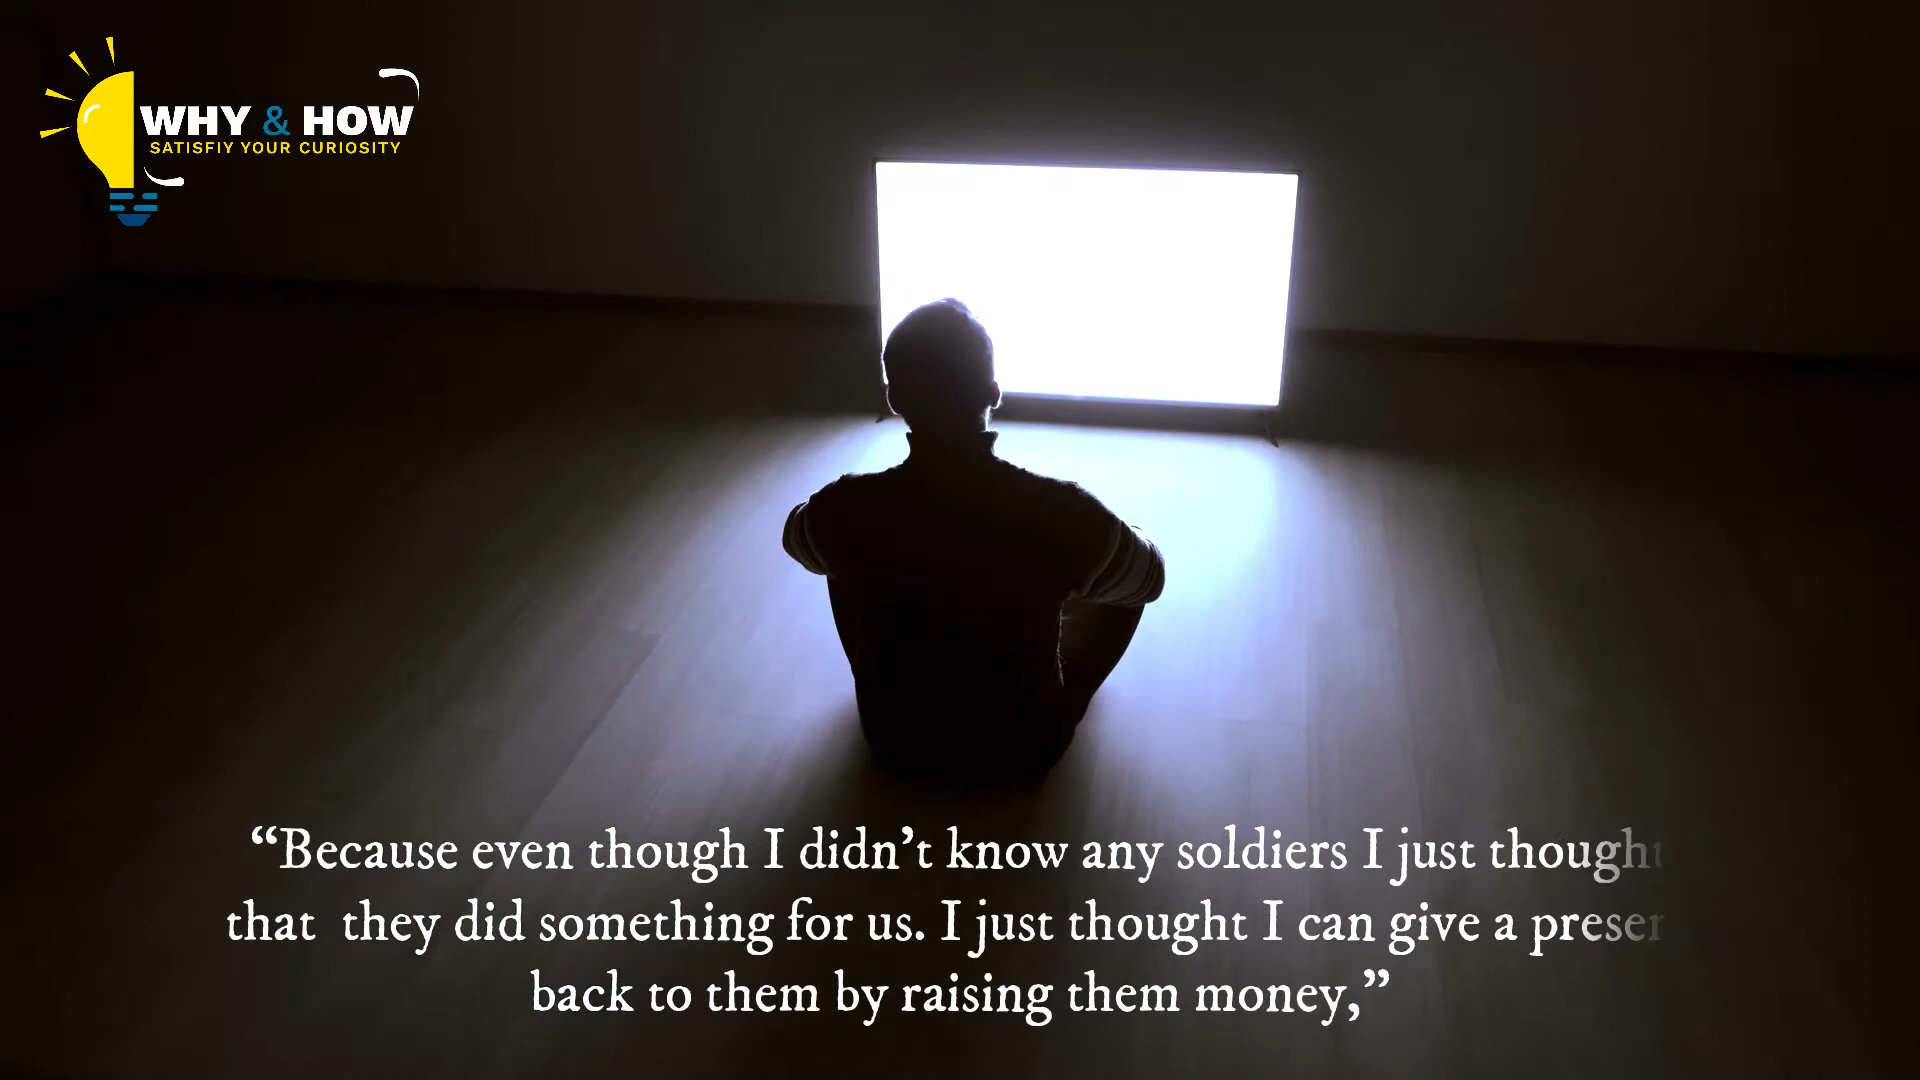 WHY & HOW
SATISFIY YOUR CURIOSITY
“Because even though I didn’t know any soldiers I just thought
that they did something for us. I just thought I can give a presen
back to them by raising them money,”